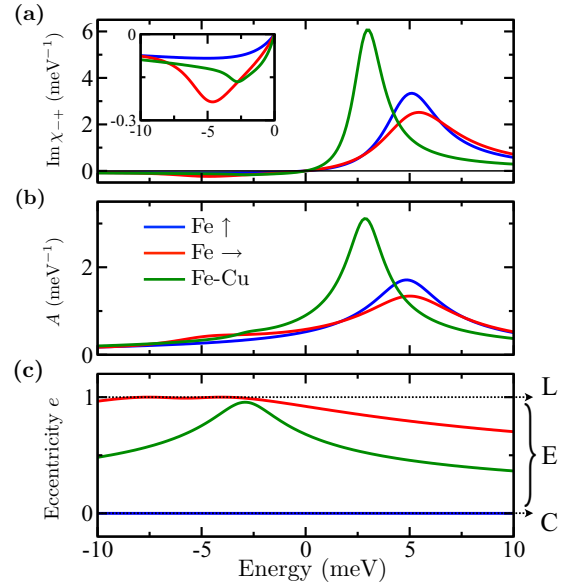 (a)
Im χ₋₊ (meV⁻¹)
6
4
2
0
0
-0.3
-10
-5
0
(b)
A (meV⁻¹)
2
0
Fe ↑
Fe →
Fe-Cu
(c)
Eccentricity e
1
0
L
E
C
-10
-5
0
5
10
Energy (meV)